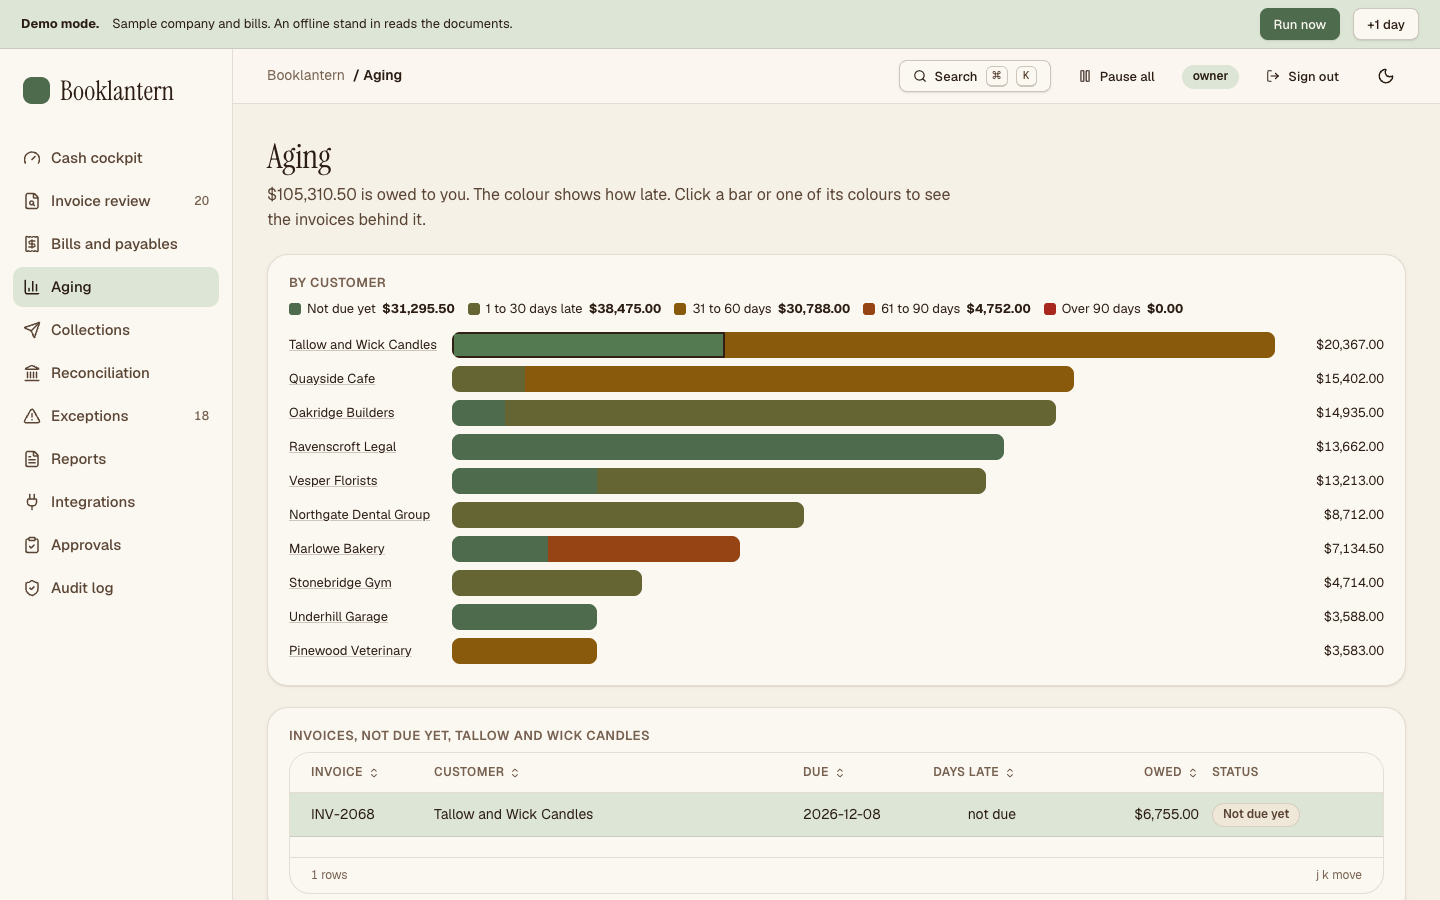 Demo mode. Sample company and bills. An offline stand in reads the documents.
Run now
+1 day
Booklantern
Booklantern / Aging
Search ⌘ K
Pause all
owner
Sign out
Cash cockpit
Invoice review 20
Bills and payables
Aging
Collections
Reconciliation
Exceptions 18
Reports
Integrations
Approvals
Audit log
Aging
$105,310.50 is owed to you. The colour shows how late. Click a bar or one of its colours to see
the invoices behind it.
BY CUSTOMER
Not due yet $31,295.50 1 to 30 days late $38,475.00 31 to 60 days $30,788.00 61 to 90 days $4,752.00 Over 90 days $0.00
Tallow and Wick Candles $20,367.00
Quayside Cafe $15,402.00
Oakridge Builders $14,935.00
Ravenscroft Legal $13,662.00
Vesper Florists $13,213.00
Northgate Dental Group $8,712.00
Marlowe Bakery $7,134.50
Stonebridge Gym $4,714.00
Underhill Garage $3,588.00
Pinewood Veterinary $3,583.00
INVOICES, NOT DUE YET, TALLOW AND WICK CANDLES
INVOICE CUSTOMER DUE DAYS LATE OWED STATUS
INV-2068 Tallow and Wick Candles 2026-12-08 not due $6,755.00 Not due yet
1 rows
j k move